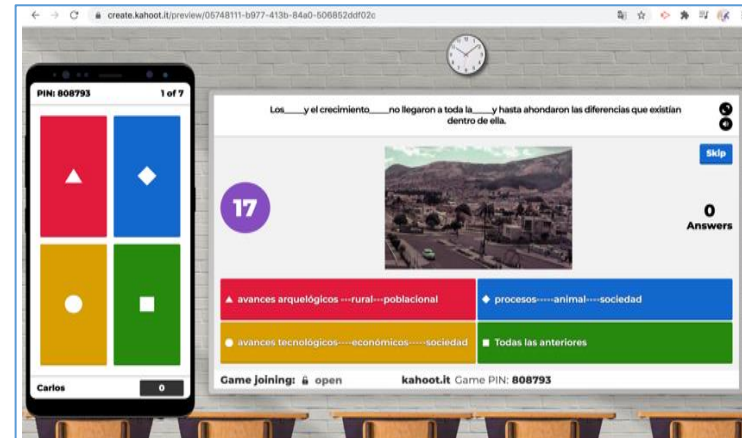 create.kahoot.it/preview/05748111-b977-413b-84a0-506852ddf02c
PIN: 808793
1 of 7
Los____y el crecimiento____no llegaron a toda la____y hasta ahondaron las diferencias que existían
dentro de ella.
Skip
17
0
Answers
avances arquelógicos ---rural---poblacional
procesos-----animal----sociedad
avances tecnológicos----económicos-----sociedad
Todas las anteriores
Carlos
0
Game joining: open
kahoot.it Game PIN: 808793